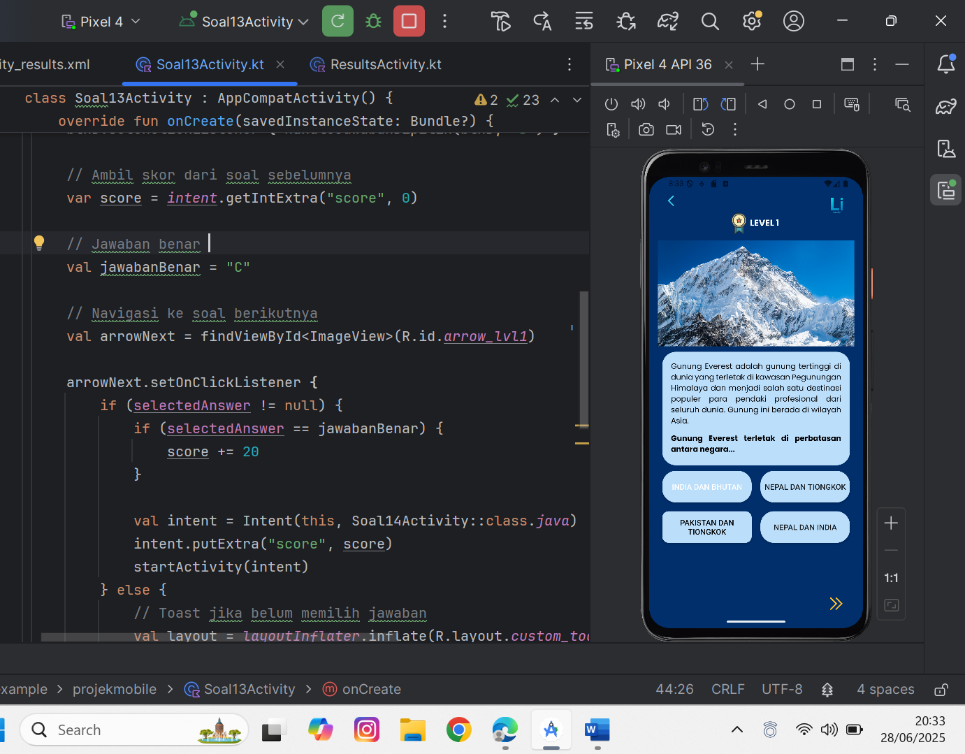 Pixel 4
Soal13Activity
ity_results.xml
Soal13Activity.kt
ResultsActivity.kt
Pixel 4 API 36
class Soal13Activity : AppCompatActivity() {
2
23
override fun onCreate(savedInstanceState: Bundle?) {
// Ambil skor dari soal sebelumnya
var score = intent.getIntExtra("score", 0)
// Jawaban benar
val jawabanBenar = "C"
// Navigasi ke soal berikutnya
val arrowNext = findViewById<ImageView>(R.id.arrow_lvl1)
arrowNext.setOnClickListener {
if (selectedAnswer != null) {
if (selectedAnswer == jawabanBenar) {
score += 20
}
val intent = Intent(this, Soal14Activity::class.java)
intent.putExtra("score", score)
startActivity(intent)
} else {
// Toast jika belum memilih jawaban
val layout = layoutInflater.inflate(R.layout.custom_to
Li
LEVEL 1
Gunung Everest adalah gunung tertinggi di
dunia yang terletak di kawasan Pegunungan
Himalaya dan menjadi salah satu destinasi
populer para pendaki profesional dari
seluruh dunia. Gunung ini berada di wilayah
Asia.
Gunung Everest terletak di perbatasan
antara negara...
INDIA DAN BHUTAN
NEPAL DAN TIONGKOK
PAKISTAN DAN
TIONGKOK
NEPAL DAN INDIA
1:1
example
projekmobile
Soal13Activity
onCreate
44:26
CRLF
UTF-8
4 spaces
Search
20:33
28/06/2025